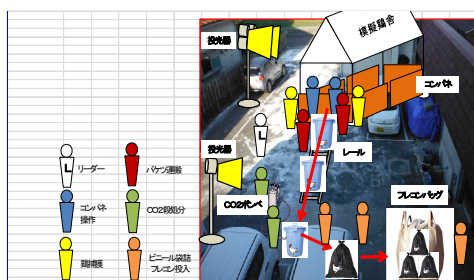 模擬鶏舎
投光器
コンパネ
L
レール
投光器
CO2ボンベ
フレコンバッグ
L
リーダー
バケツ運搬
コンパネ
操作
CO2殺処分
鶏捕獲
ビニール袋詰
フレコン投入